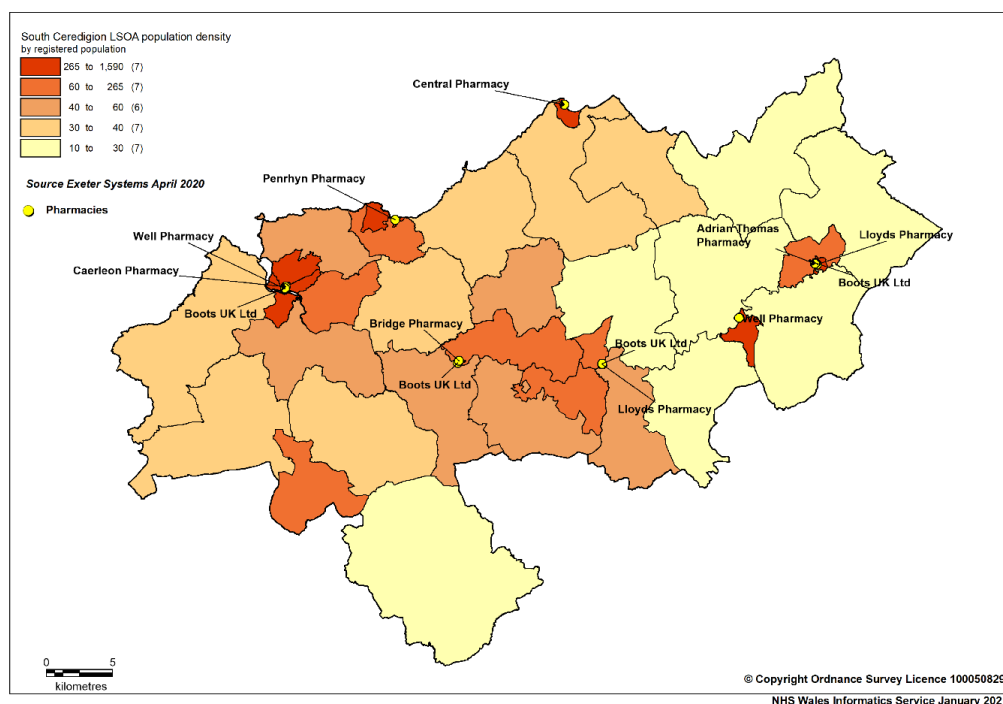 South Ceredigion LSOA population density
by registered population
265 to 1,590 (7)
60 to 265 (7)
40 to 60 (6)
30 to 40 (7)
10 to 30 (7)
Source Exeter Systems April 2020
Pharmacies
Central Pharmacy
Penrhyn Pharmacy
Well Pharmacy
Caerleon Pharmacy
Boots UK Ltd
Adrian Thomas
Pharmacy
Lloyds Pharmacy
Boots UK Ltd
Well Pharmacy
Bridge Pharmacy
Boots UK Ltd
Boots UK Ltd
Lloyds Pharmacy
0 5
kilometres
© Copyright Ordnance Survey Licence 100050829
NHS Wales Informatics Service January 202